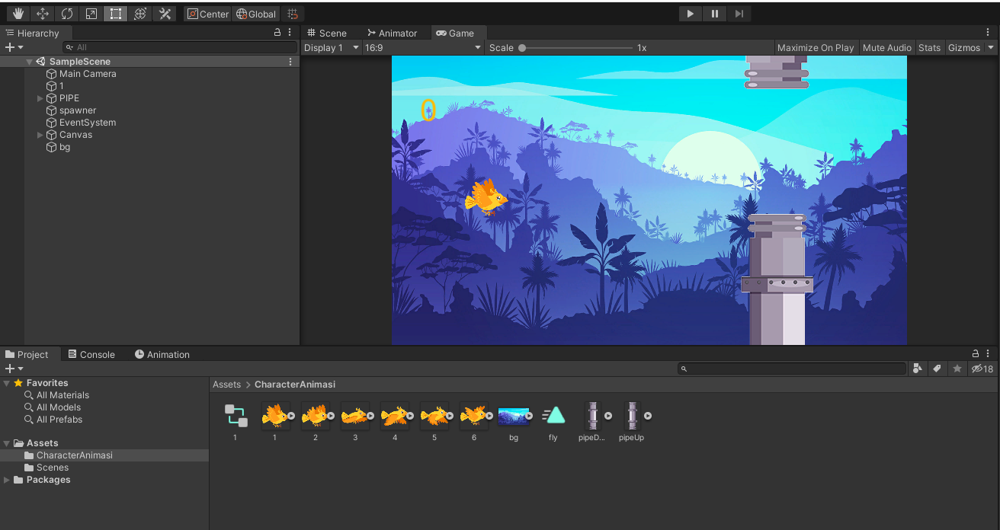 Center Global
Hierarchy
Scene Animator Game
All
Display 1 16:9 Scale 1x Maximize On Play Mute Audio Stats Gizmos
SampleScene
Main Camera
1
PIPE
spawner
EventSystem
Canvas
bg
0
Project Console Animation
18
Favorites
All Materials
All Models
All Prefabs
Assets
CharacterAnimasi
Scenes
Packages
Assets > CharacterAnimasi
1 1 2 3 4 5 6 bg fly pipeD... pipeUp